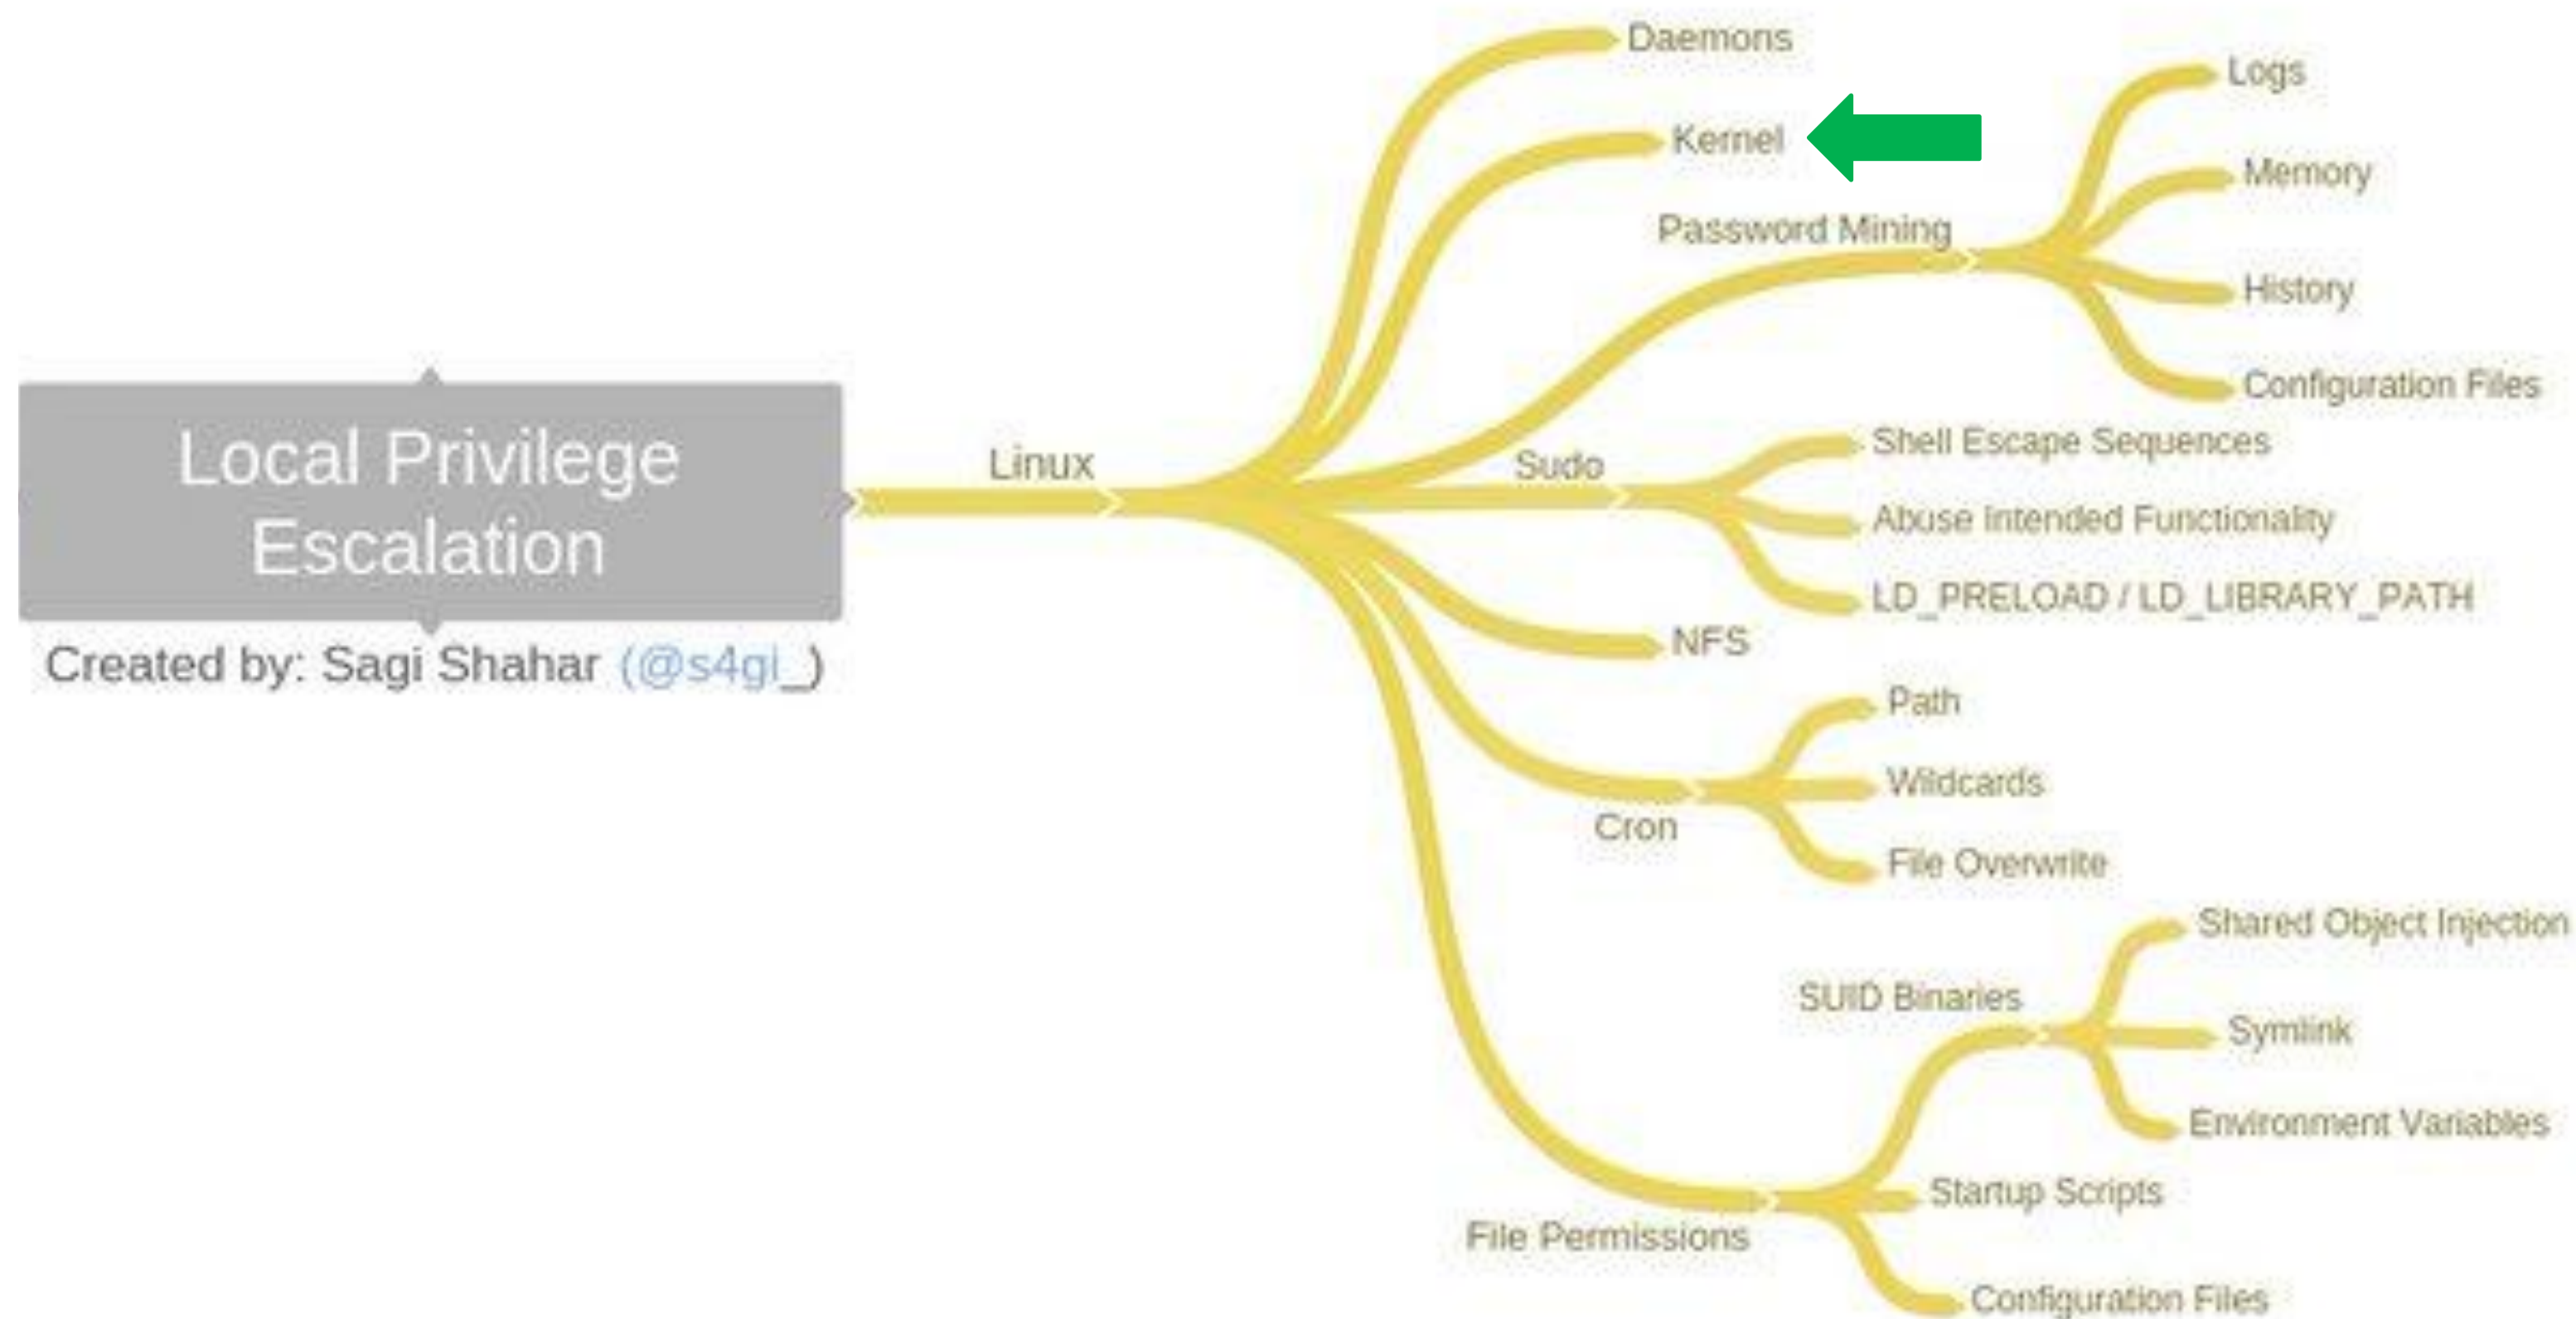 Daemons
Logs
Kernel
Memory
Password Mining
History
Configuration Files
Local Privilege
Escalation
Created by: Sagi Shahar (@s4gi_)
Linux
Sudo
Shell Escape Sequences
Abuse Intended Functionality
LD_PRELOAD / LD_LIBRARY_PATH
NFS
Path
Wildcards
Cron
File Overwrite
Shared Object Injection
SUID Binaries
Symlink
Environment Variables
Startup Scripts
File Permissions
Configuration Files